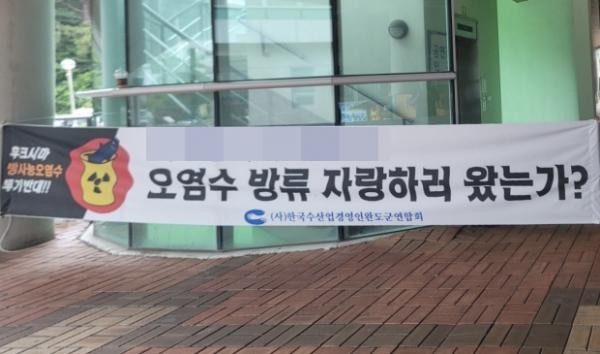 후쿠시마
방사능오염수
투기반대!!
오염수 방류 자랑하러 왔는가?
(사)한국수산업경영인완도군연합회